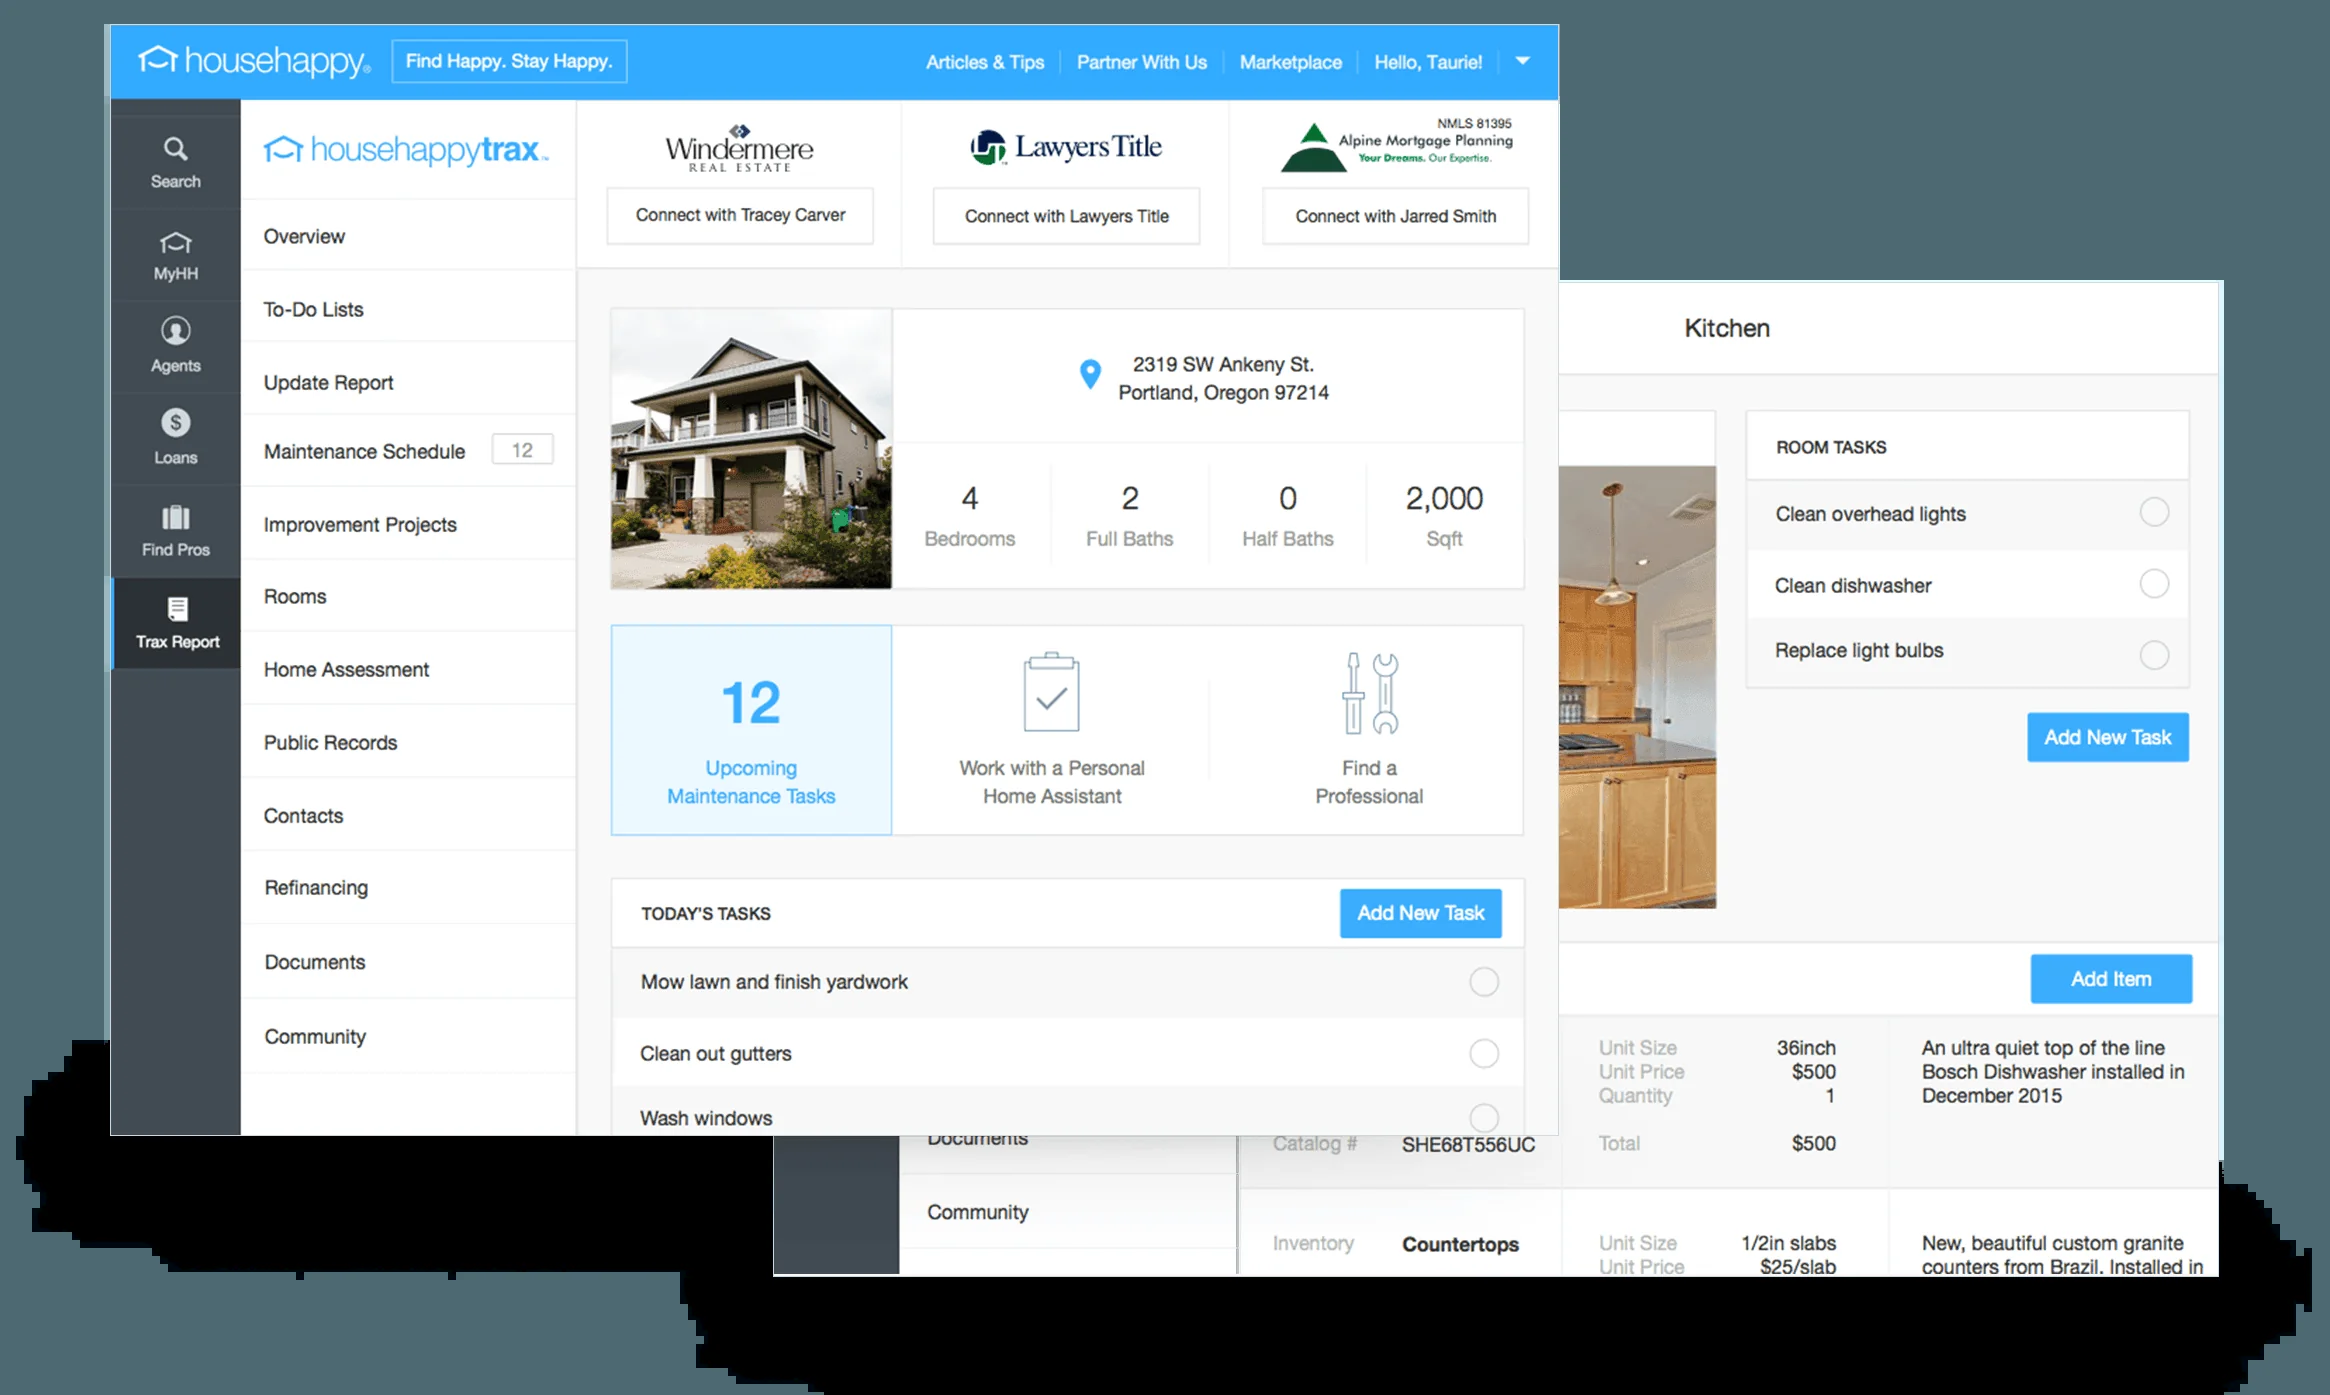 househappy®
Find Happy. Stay Happy.
Articles & Tips
Partner With Us
Marketplace
Hello, Taurie!
Search
MyHH
Agents
Loans
Find Pros
Trax Report
househappytrax™
Overview
To-Do Lists
Update Report
Maintenance Schedule 12
Improvement Projects
Rooms
Home Assessment
Public Records
Contacts
Refinancing
Documents
Community
Windermere
REAL ESTATE
Connect with Tracey Carver
LT Lawyers Title
Connect with Lawyers Title
NMLS 81395
Alpine Mortgage Planning
Your Dreams. Our Expertise.
Connect with Jarred Smith
2319 SW Ankeny St.
Portland, Oregon 97214
4
Bedrooms
2
Full Baths
0
Half Baths
2,000
Sqft
12
Upcoming
Maintenance Tasks
Work with a Personal
Home Assistant
Find a
Professional
TODAY'S TASKS
Add New Task
Mow lawn and finish yardwork
Clean out gutters
Wash windows
Kitchen
ROOM TASKS
Clean overhead lights
Clean dishwasher
Replace light bulbs
Add New Task
Add Item
Documents
Community
Catalog # SHE68T556UC
Unit Size 36inch
Unit Price $500
Quantity 1
Total $500
An ultra quiet top of the line
Bosch Dishwasher installed in
December 2015
Inventory Countertops
Unit Size 1/2in slabs
Unit Price $25/slab
New, beautiful custom granite
counters from Brazil. Installed in